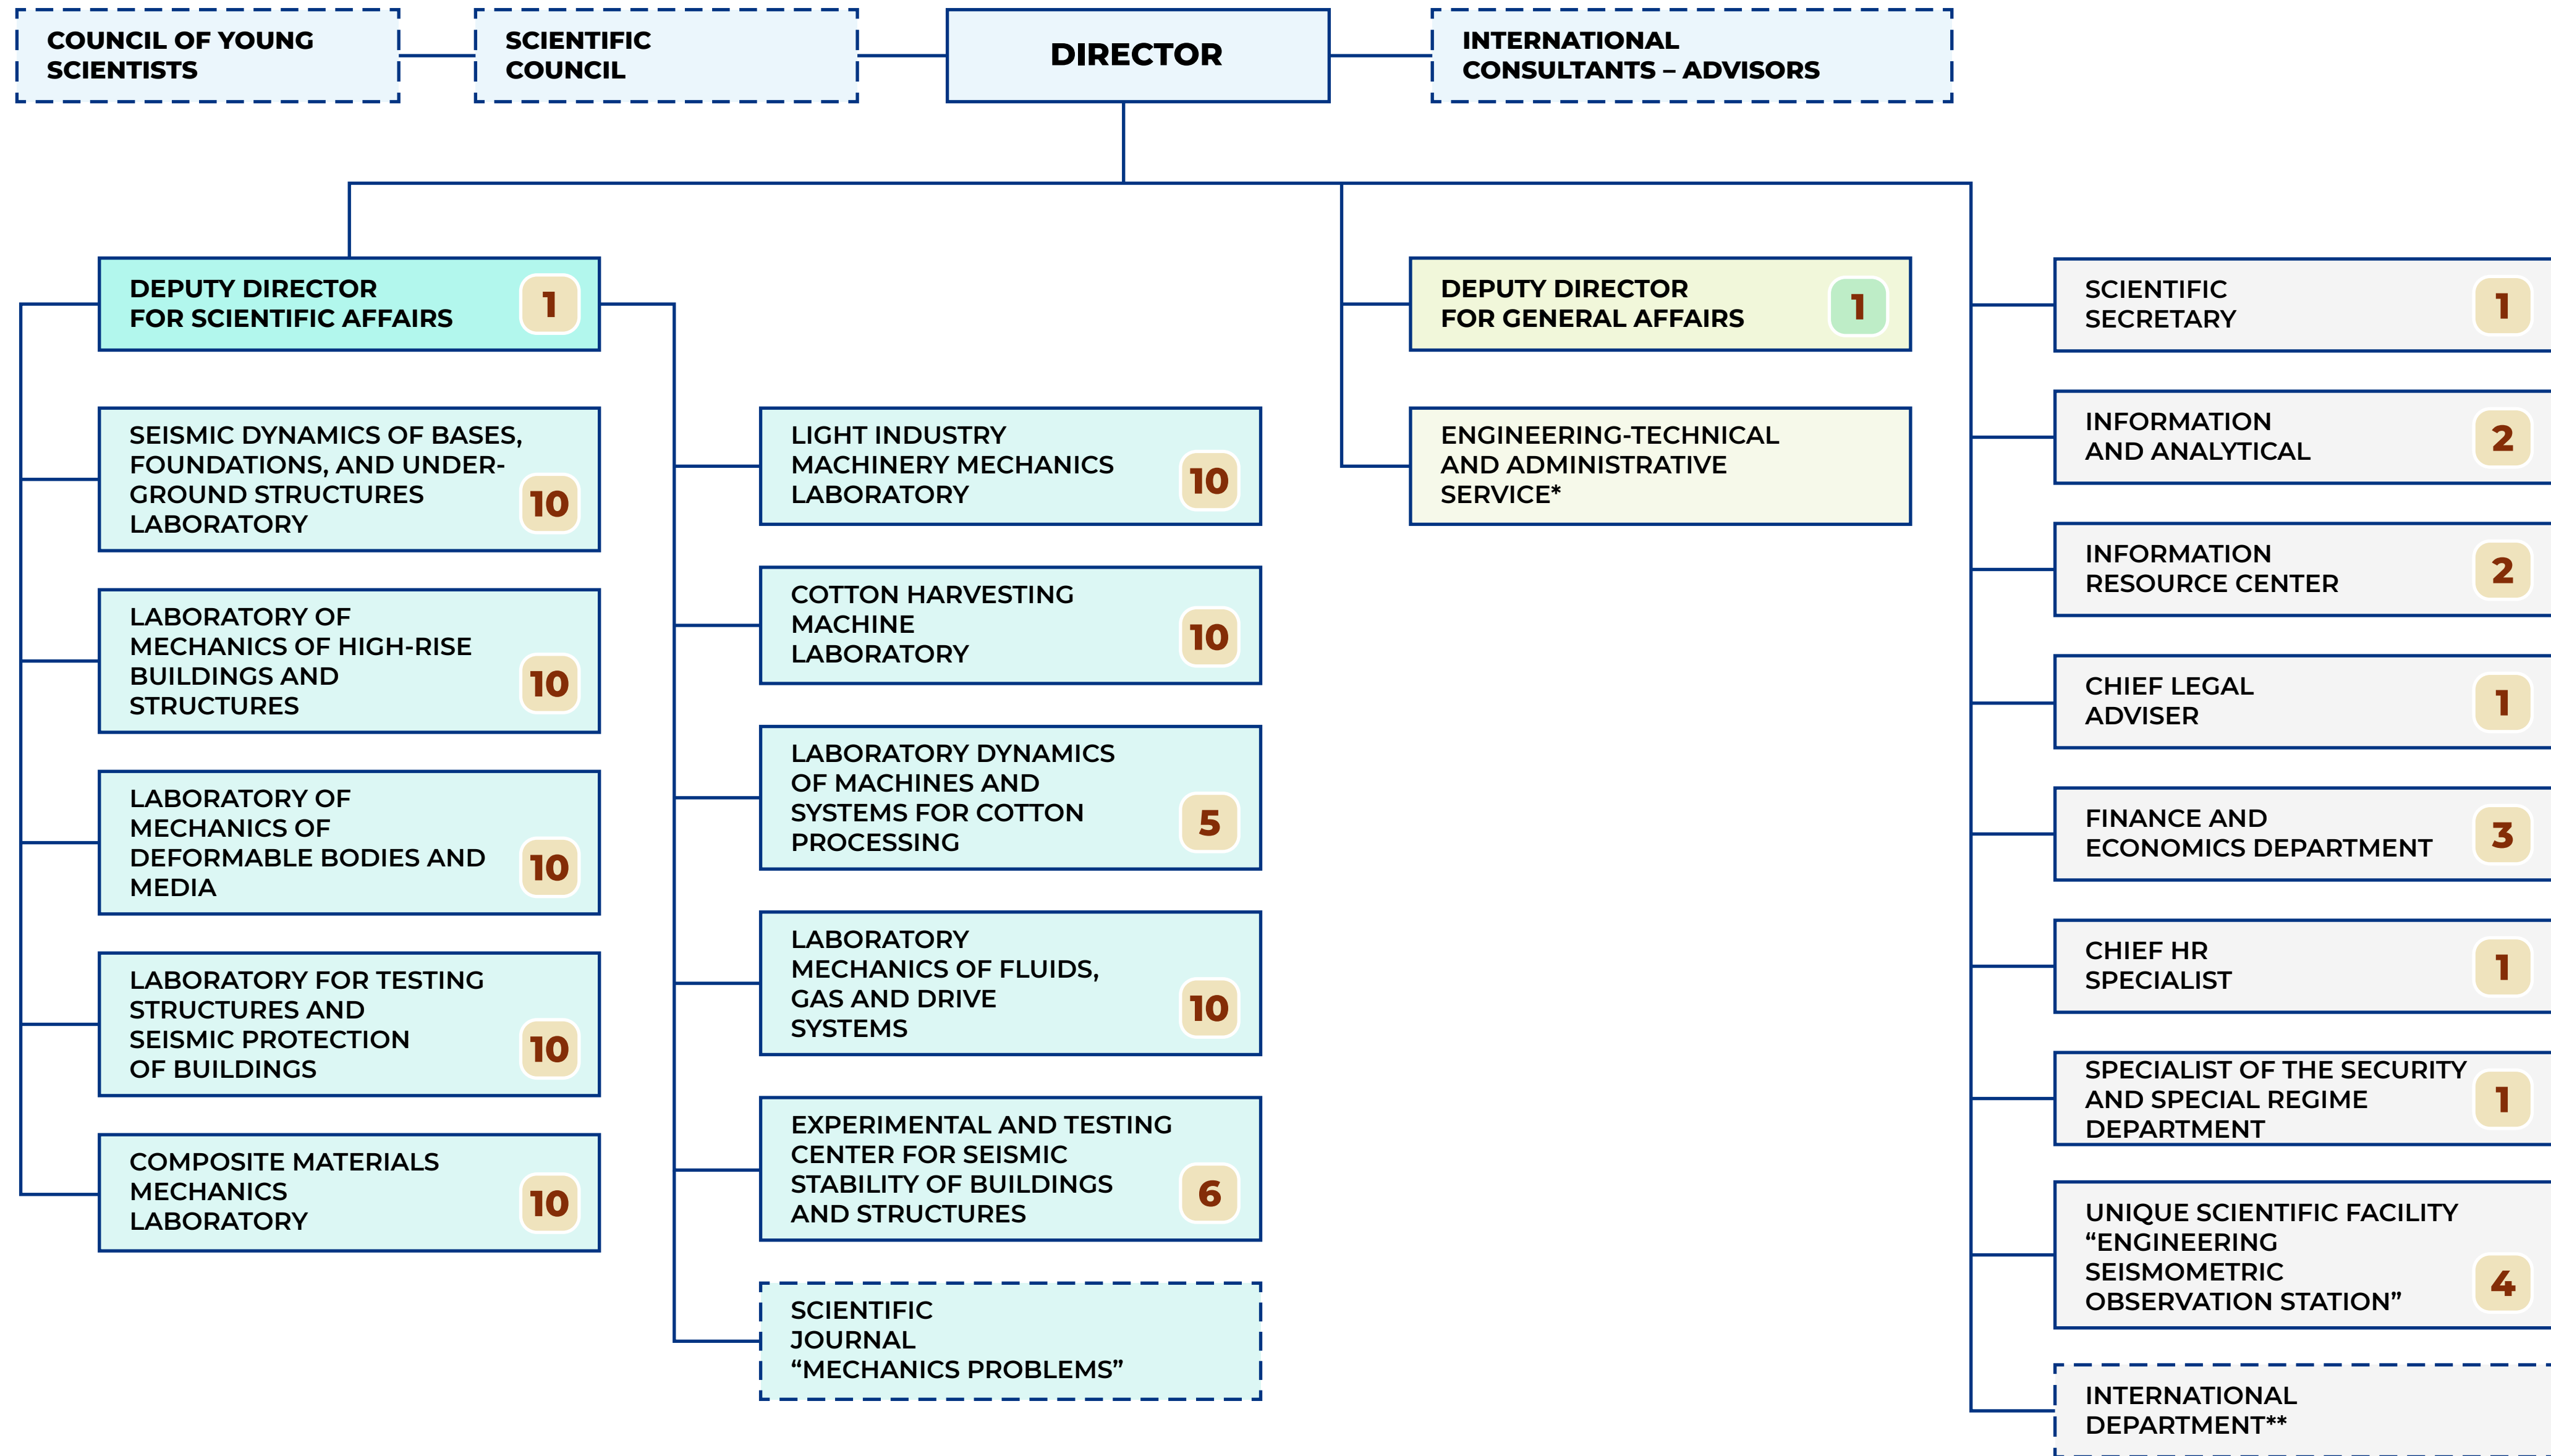 COUNCIL OF YOUNG
SCIENTISTS
SCIENTIFIC
COUNCIL
DIRECTOR
INTERNATIONAL
CONSULTANTS – ADVISORS
DEPUTY DIRECTOR
FOR SCIENTIFIC AFFAIRS
1
SEISMIC DYNAMICS OF BASES,
FOUNDATIONS, AND UNDER-
GROUND STRUCTURES
LABORATORY
10
LABORATORY OF
MECHANICS OF HIGH-RISE
BUILDINGS AND
STRUCTURES
10
LABORATORY OF
MECHANICS OF
DEFORMABLE BODIES AND
MEDIA
10
LABORATORY FOR TESTING
STRUCTURES AND
SEISMIC PROTECTION
OF BUILDINGS
10
COMPOSITE MATERIALS
MECHANICS
LABORATORY
10
LIGHT INDUSTRY
MACHINERY MECHANICS
LABORATORY
10
COTTON HARVESTING
MACHINE
LABORATORY
10
LABORATORY DYNAMICS
OF MACHINES AND
SYSTEMS FOR COTTON
PROCESSING
5
LABORATORY
MECHANICS OF FLUIDS,
GAS AND DRIVE
SYSTEMS
10
EXPERIMENTAL AND TESTING
CENTER FOR SEISMIC
STABILITY OF BUILDINGS
AND STRUCTURES
6
SCIENTIFIC
JOURNAL
“MECHANICS PROBLEMS”
DEPUTY DIRECTOR
FOR GENERAL AFFAIRS
1
ENGINEERING-TECHNICAL
AND ADMINISTRATIVE
SERVICE*
SCIENTIFIC
SECRETARY
1
INFORMATION
AND ANALYTICAL
2
INFORMATION
RESOURCE CENTER
2
CHIEF LEGAL
ADVISER
1
FINANCE AND
ECONOMICS DEPARTMENT
3
CHIEF HR
SPECIALIST
1
SPECIALIST OF THE SECURITY
AND SPECIAL REGIME
DEPARTMENT
1
UNIQUE SCIENTIFIC FACILITY
“ENGINEERING
SEISMOMETRIC
OBSERVATION STATION”
4
INTERNATIONAL
DEPARTMENT**